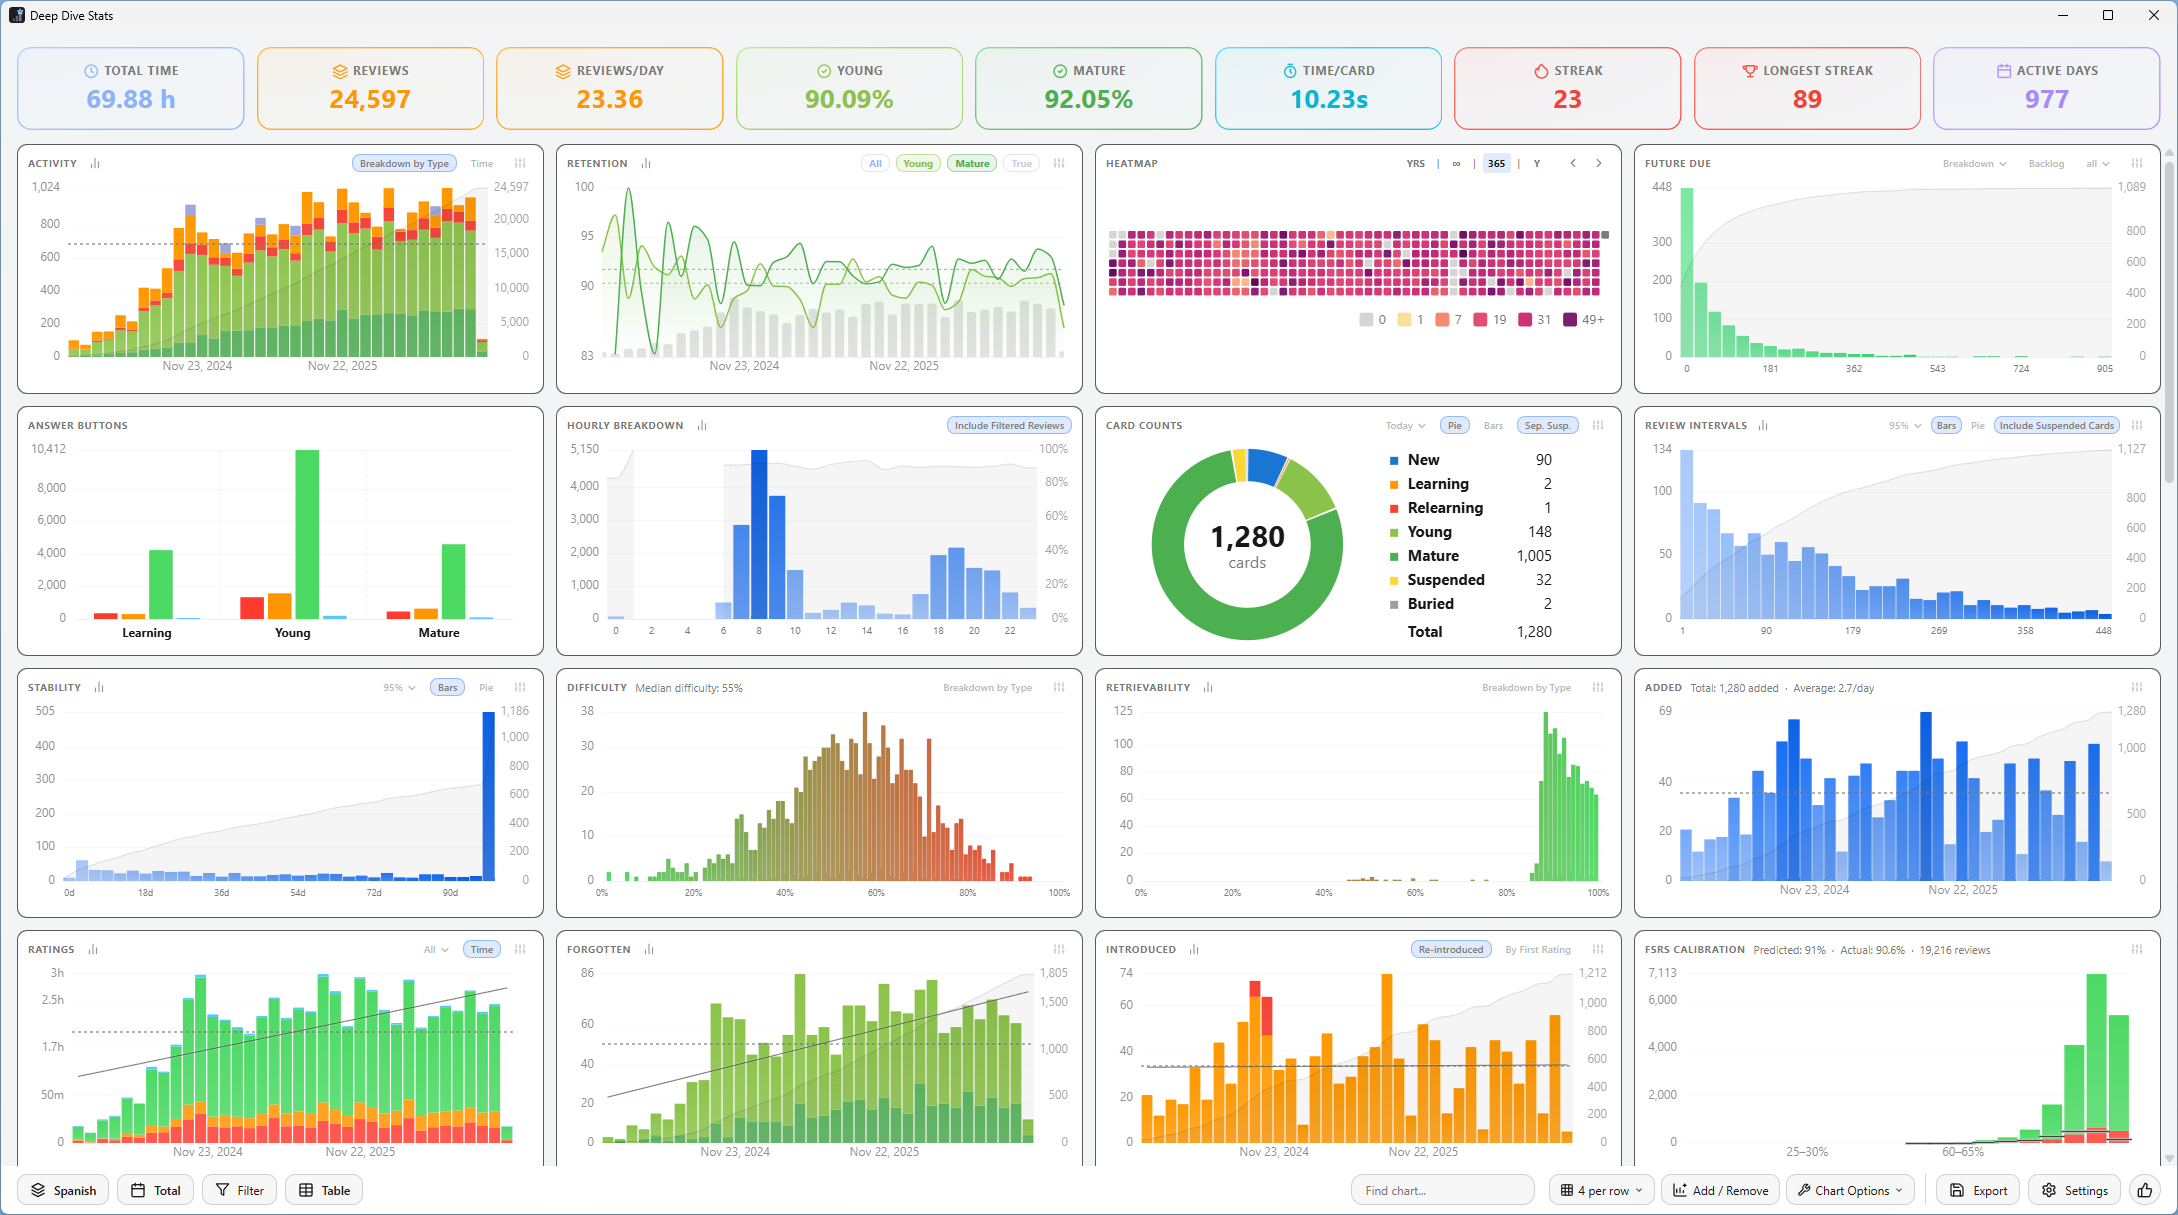 Deep Dive Stats
TOTAL TIME
69.88 h
REVIEWS
24,597
REVIEWS/DAY
23.36
YOUNG
90.09%
MATURE
92.05%
TIME/CARD
10.23s
STREAK
23
LONGEST STREAK
89
ACTIVE DAYS
977
ACTIVITY Breakdown by Type Time
1,024 24,597
800 20,000
600 15,000
400 10,000
200 5,000
0 0
Nov 23, 2024 Nov 22, 2025
RETENTION All Young Mature True
100
95
90
83
Nov 23, 2024 Nov 22, 2025
HEATMAP YRS | ∞ | 365 | Y
0 1 7 19 31 49+
FUTURE DUE Breakdown Backlog all
448 1,089
800
300
600
200
400
100
200
0 0
0 181 362 543 724 905
ANSWER BUTTONS
10,412
8,000
6,000
4,000
2,000
0
Learning Young Mature
HOURLY BREAKDOWN Include Filtered Reviews
5,150 100%
4,000 80%
3,000 60%
2,000 40%
1,000 20%
0 0%
0 2 4 6 8 10 12 14 16 18 20 22
CARD COUNTS Today Pie Bars Sep. Susp.
1,280
cards
New 90
Learning 2
Relearning 1
Young 148
Mature 1,005
Suspended 32
Buried 2
Total 1,280
REVIEW INTERVALS 95% Bars Pie Include Suspended Cards
134 1,127
100 800
600
50 400
200
0 0
1 90 179 269 358 448
STABILITY 95% Bars Pie
505 1,186
400 1,000
800
300 600
200 400
100 200
0 0
0d 18d 36d 54d 72d 90d
DIFFICULTY Median difficulty: 55% Breakdown by Type
38
30
20
10
0
0% 20% 40% 60% 80% 100%
RETRIEVABILITY Breakdown by Type
125
100
80
60
40
20
0
0% 20% 40% 60% 80% 100%
ADDED Total: 1,280 added · Average: 2.7/day
69 1,280
1,000
40
500
20
0 0
Nov 23, 2024 Nov 22, 2025
RATINGS All Time
3h
2.5h
1.7h
50m
0
Nov 23, 2024 Nov 22, 2025
FORGOTTEN
86 1,805
1,500
60
1,000
40
500
20
0 0
Nov 23, 2024 Nov 22, 2025
INTRODUCED Re-introduced By First Rating
74 1,212
60 1,000
800
40 600
400
20
200
0 0
Nov 23, 2024 Nov 22, 2025
FSRS CALIBRATION Predicted: 91% · Actual: 90.6% · 19,216 reviews
7,113
6,000
4,000
2,000
0
25–30% 60–65%
Spanish Total Filter Table Find chart... 4 per row Add / Remove Chart Options Export Settings